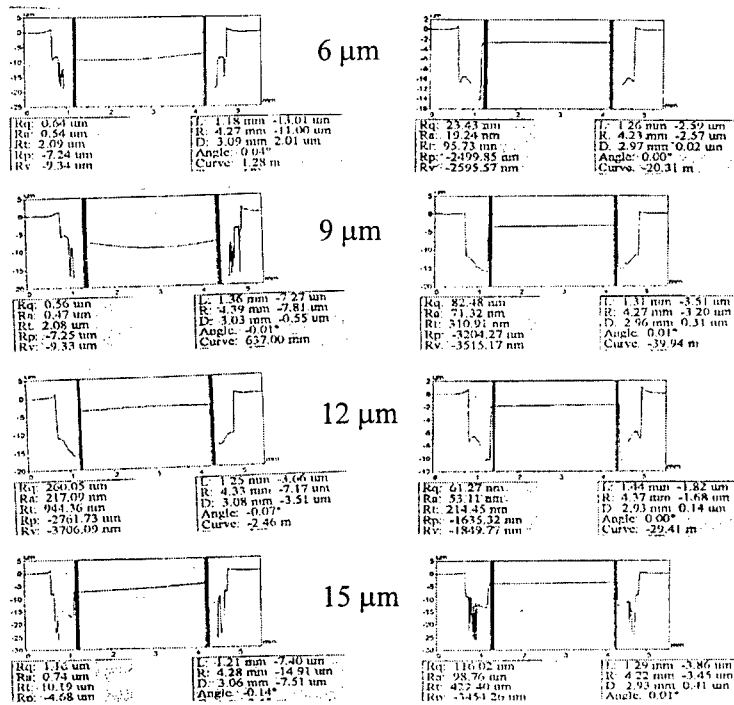 6 µm
Rq: 0.64 um
Ra: 0.54 um
Rt: 2.09 um
Rp: -7.24 um
Rv: -9.34 um
L: 1.18 mm -13.01 um
R: 4.27 mm -11.00 um
D: 3.09 mm 2.01 um
Angle: 0.04°
Curve: 1.28 m
Rq: 23.43 nm
Ra: 19.24 nm
Rt: 95.73 nm
Rp: -2499.85 nm
Rv: -2595.57 nm
L: 1.26 mm -2.59 um
R: 4.23 mm -2.57 um
D: 2.97 mm 0.02 um
Angle: 0.00°
Curve: -20.31 m
9 µm
Rq: 0.56 um
Ra: 0.47 um
Rt: 2.08 um
Rp: -7.25 um
Rv: -9.33 um
L: 1.36 mm -7.27 um
R: 4.39 mm -7.81 um
D: 3.03 mm -0.55 um
Angle: -0.01°
Curve: 637.00 mm
Rq: 82.48 nm
Ra: 71.32 nm
Rt: 310.91 nm
Rp: -3204.27 nm
Rv: -3515.17 nm
L: 1.31 mm -3.51 um
R: 4.27 mm -3.20 um
D: 2.96 mm 0.31 um
Angle: 0.01°
Curve: -39.94 m
12 µm
Rq: 260.05 nm
Ra: 217.09 nm
Rt: 944.36 nm
Rp: -2761.73 nm
Rv: -3706.09 nm
L: 1.25 mm -3.66 um
R: 4.33 mm -7.17 um
D: 3.08 mm -3.51 um
Angle: -0.07°
Curve: -2.46 m
Rq: 61.27 nm
Ra: 53.11 nm
Rt: 214.45 nm
Rp: -1635.32 nm
Rv: -1849.77 nm
L: 1.44 mm -1.82 um
R: 4.37 mm -1.68 um
D: 2.93 mm 0.14 um
Angle: 0.00°
Curve: -29.41 m
15 µm
Rq: 1.16 um
Ra: 0.74 um
Rt: 10.19 um
Rp: -4.68 um
L: 1.21 mm -7.40 um
R: 4.28 mm -14.91 um
D: 3.06 mm -7.51 um
Angle: -0.14°
Rq: 116.02 nm
Ra: 98.76 nm
Rt: 422.40 nm
Rp: -3454.26 nm
L: 1.29 mm -3.86 um
R: 4.22 mm -3.45 um
D: 2.93 mm 0.41 um
Angle: 0.01°